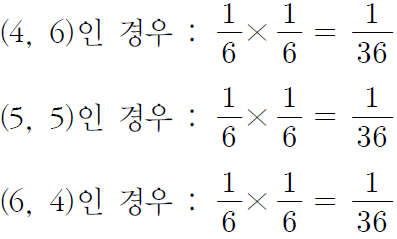 (4, 6)인 경우 : 1/6 × 1/6 = 1/36
(5, 5)인 경우 : 1/6 × 1/6 = 1/36
(6, 4)인 경우 : 1/6 × 1/6 = 1/36